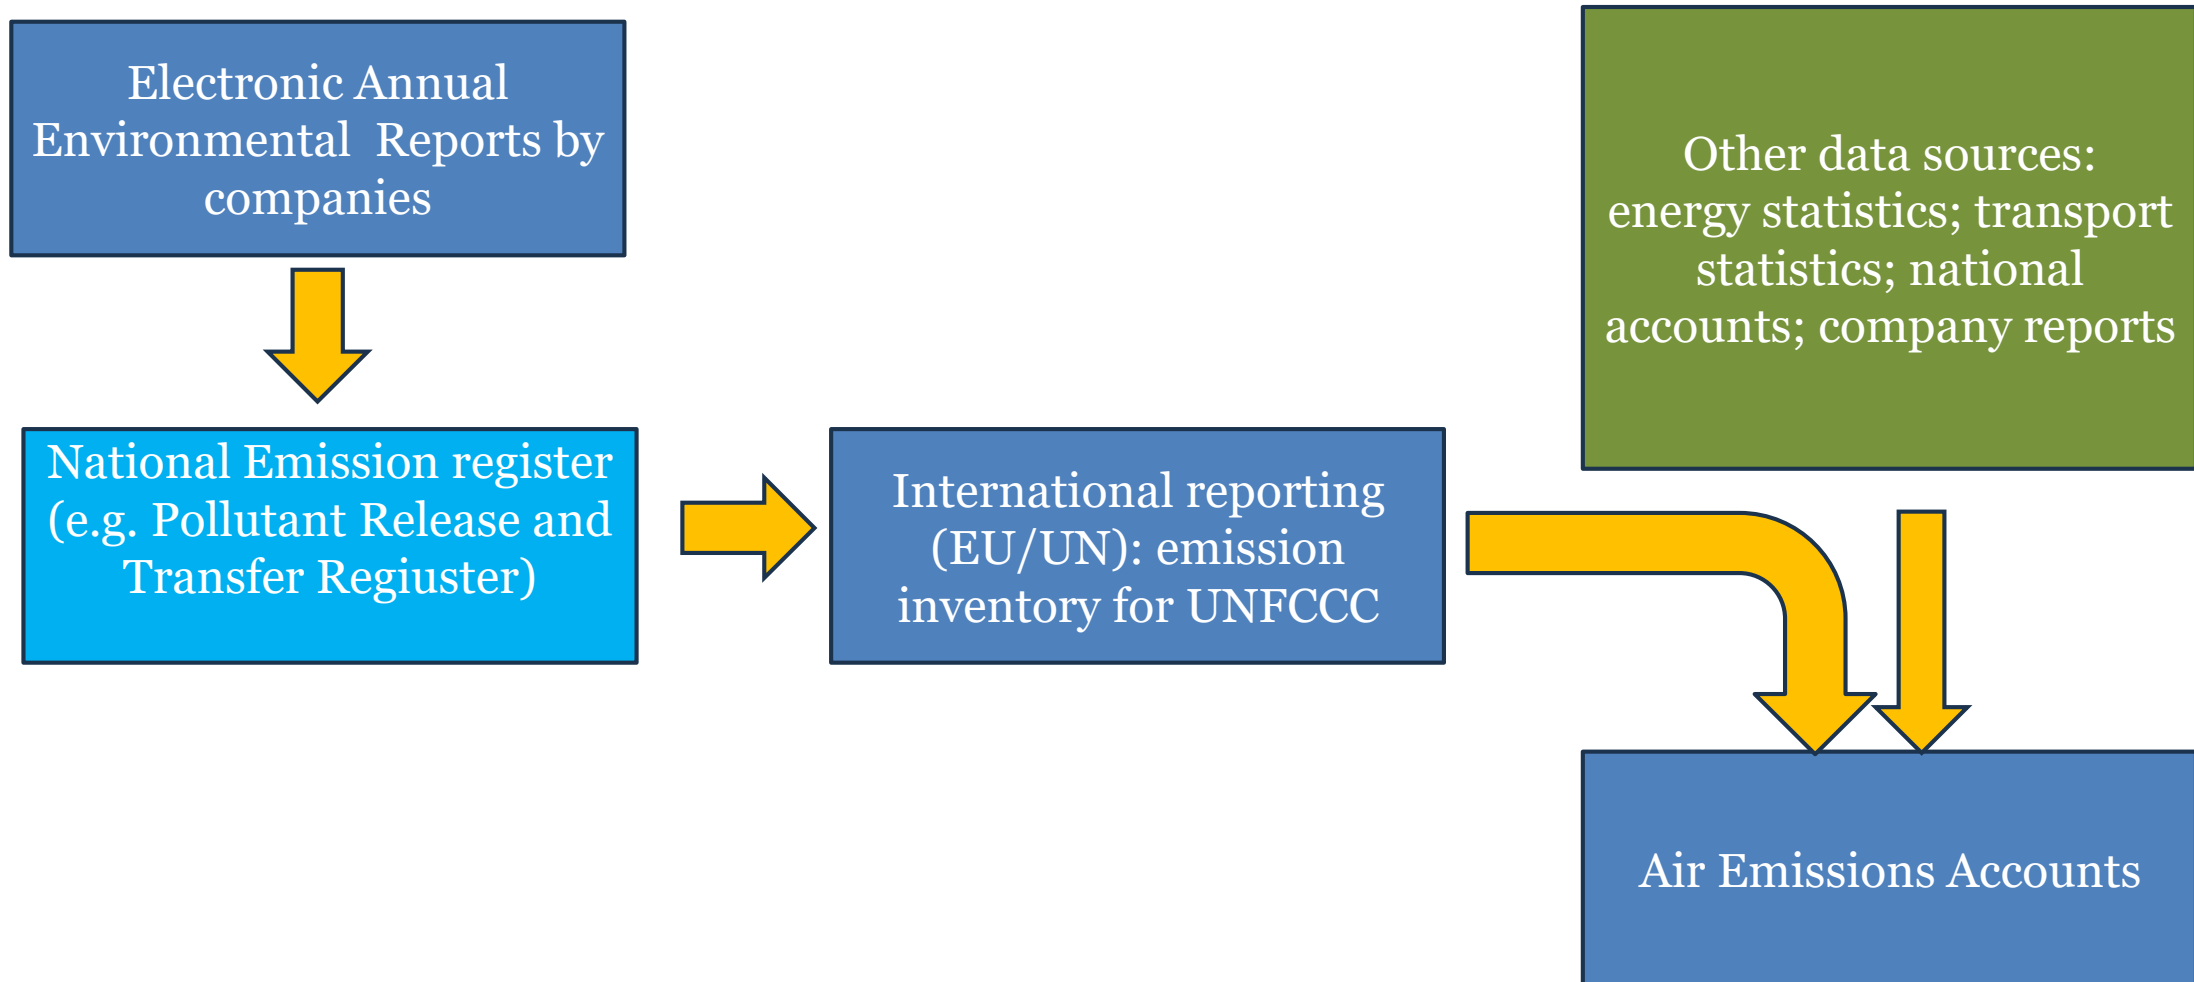 Electronic Annual
Environmental  Reports by
companies
National Emission register
(e.g. Pollutant Release and
Transfer Regiuster)
International reporting
(EU/UN): emission
inventory for UNFCCC
Other data sources:
energy statistics; transport
statistics; national
accounts; company reports
Air Emissions Accounts